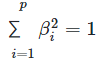 p
∑ β_i^2 = 1
i=1